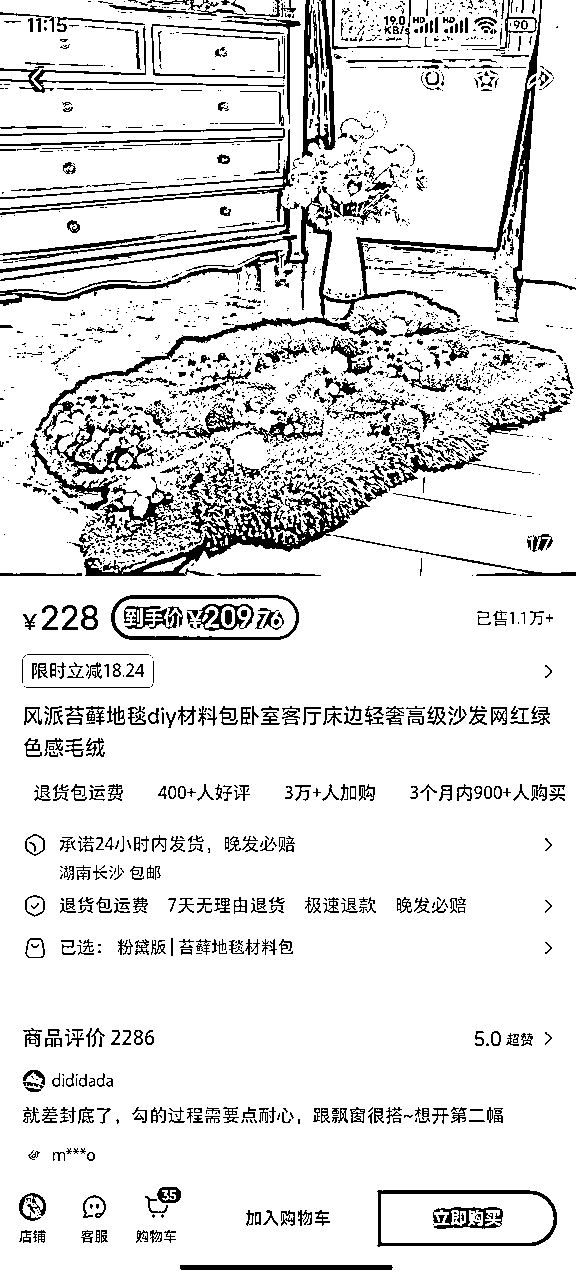 11:15
19.0 KB/s HD HD 90
1/7
¥228 到手价 ¥209.76 已售1.1万+
限时立减18.24
风派苔藓地毯diy材料包卧室客厅床边轻奢高级沙发网红绿
色感毛绒
退货包运费 400+人好评 3万+人加购 3个月内900+人购买
承诺24小时内发货，晚发必赔
湖南长沙 包邮
退货包运费 7天无理由退货 极速退款 晚发必赔
已选： 粉黛版|苔藓地毯材料包
商品评价 2286 5.0 超赞
dididada
就差封底了，勾的过程需要点耐心，跟飘窗很搭~想开第二幅
m***o
35
店铺 客服 购物车 加入购物车 立即购买